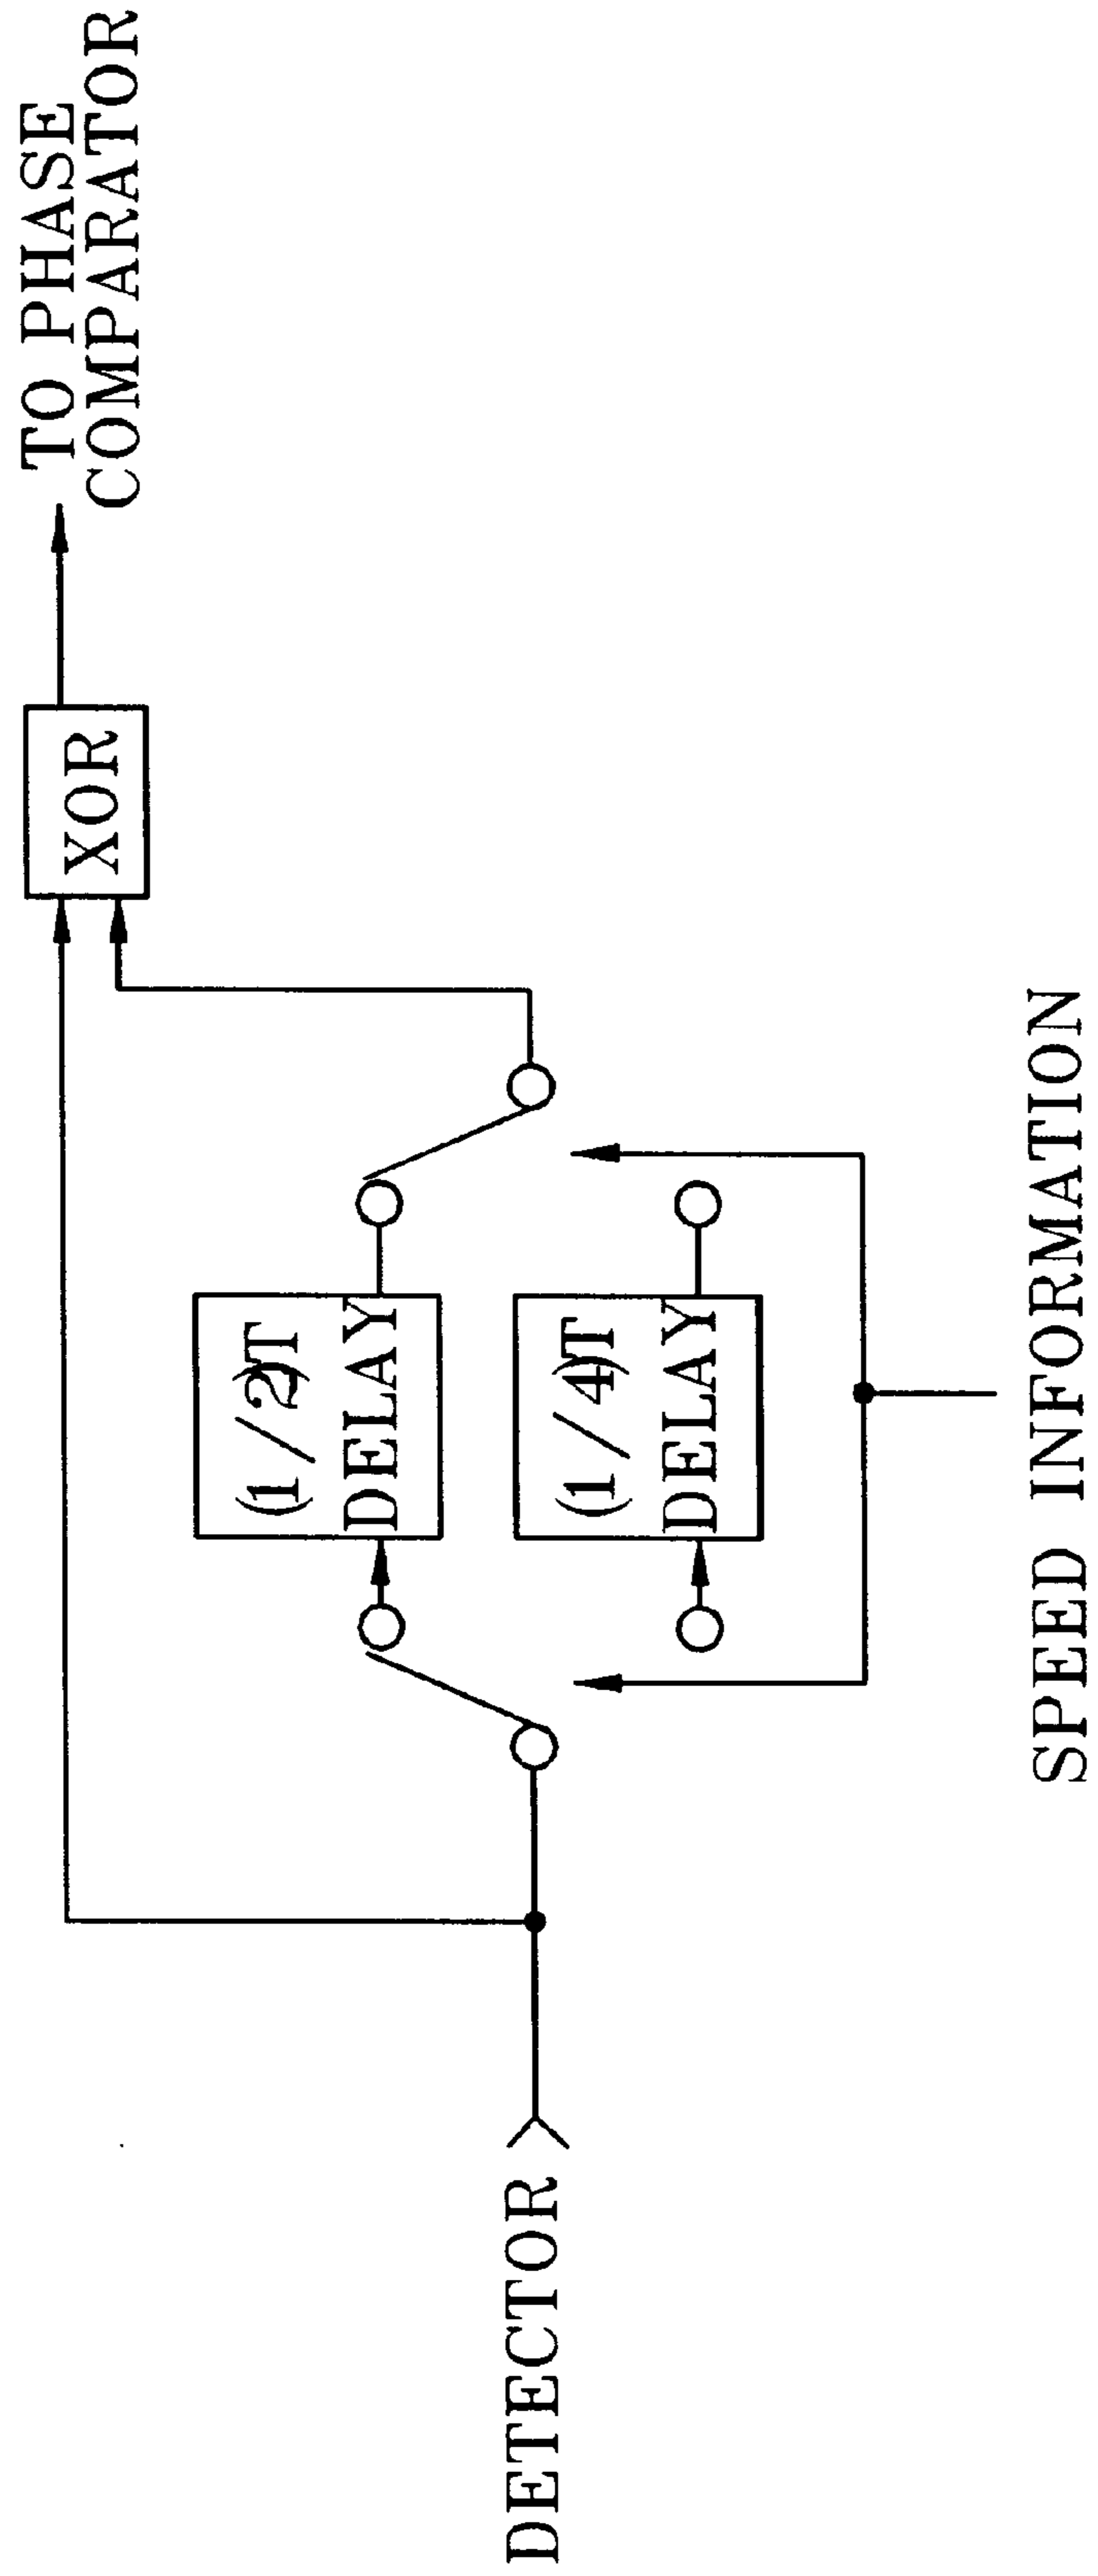 TO PHASE
COMPARATOR
XOR
(1/2)T
DELAY
(1/4)T
DELAY
DETECTOR
SPEED INFORMATION